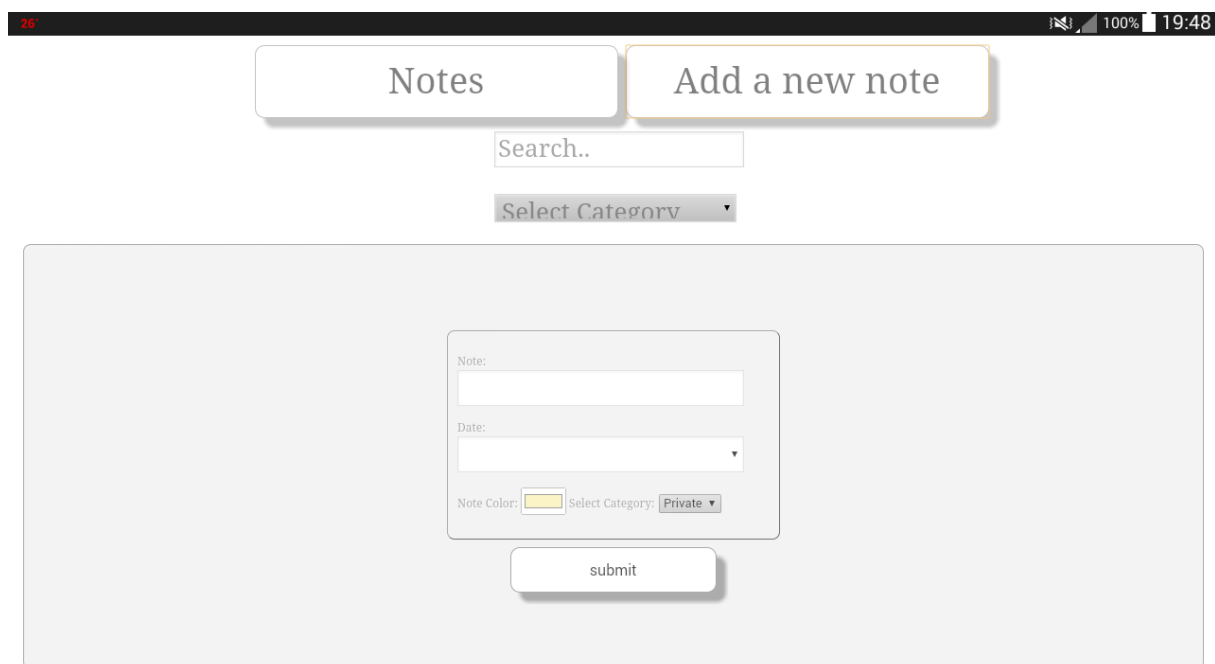 26°
100% 19:48
Notes
Add a new note
Search..
Select Category
Note:
Date:
Note Color: Select Category: Private
submit